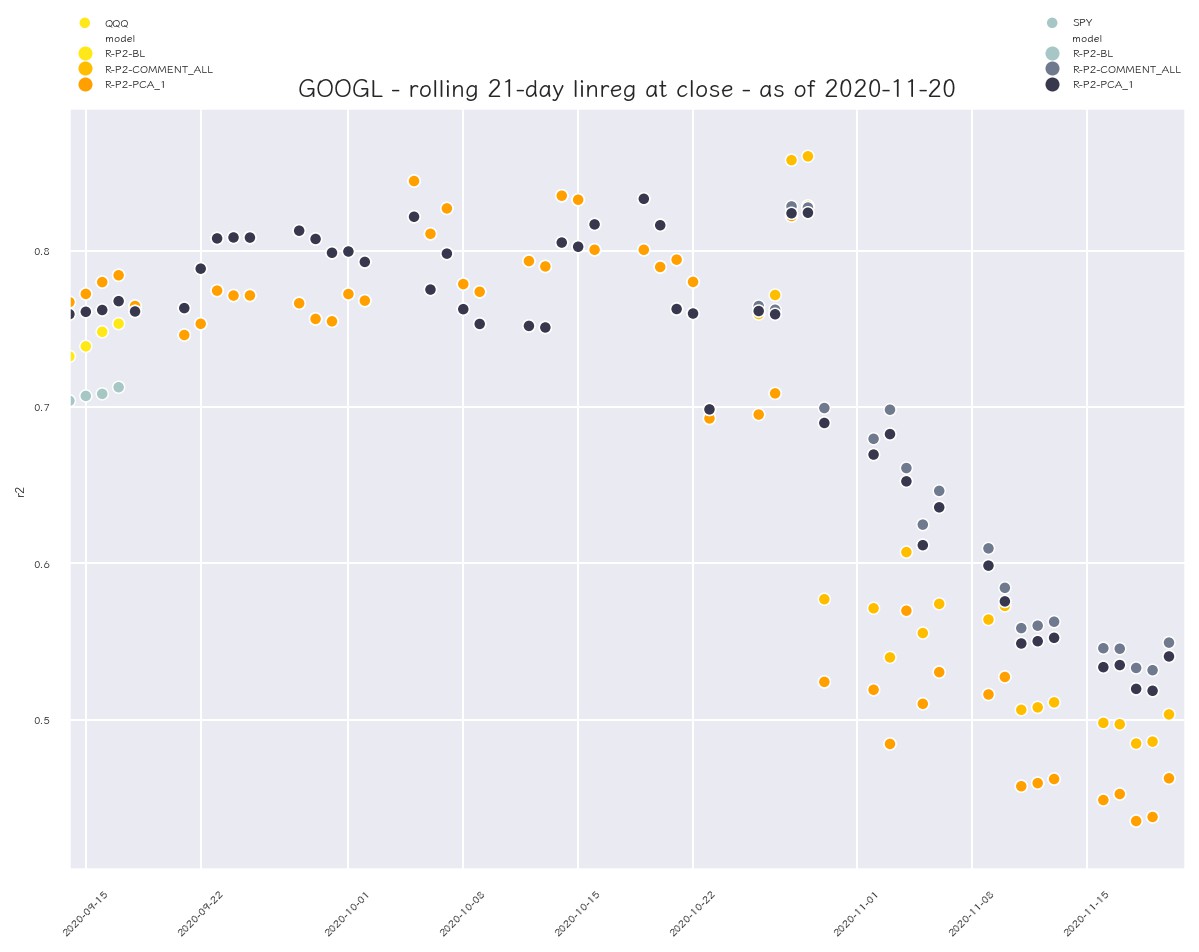 QQQ
model
R-P2-BL
R-P2-COMMENT_ALL
R-P2-PCA_1
SPY
model
R-P2-BL
R-P2-COMMENT_ALL
R-P2-PCA_1
GOOGL - rolling 21-day linreg at close - as of 2020-11-20
r2
0.8
0.7
0.6
0.5
2020-09-15
2020-09-22
2020-10-01
2020-10-08
2020-10-15
2020-10-22
2020-11-01
2020-11-08
2020-11-15